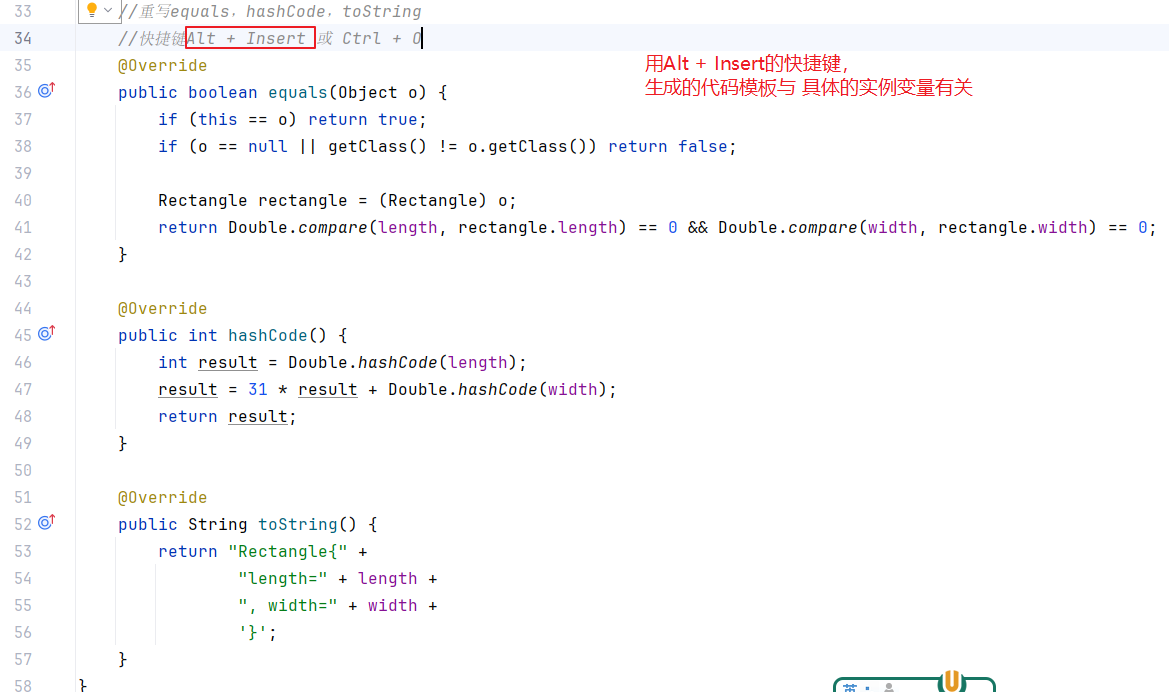 33 //重写equals，hashCode，toString
34 //快捷键Alt + Insert 或 Ctrl + O
用Alt + Insert的快捷键，
生成的代码模板与 具体的实例变量有关
35 @Override
36 public boolean equals(Object o) {
37 if (this == o) return true;
38 if (o == null || getClass() != o.getClass()) return false;
39
40 Rectangle rectangle = (Rectangle) o;
41 return Double.compare(length, rectangle.length) == 0 && Double.compare(width, rectangle.width) == 0;
42 }
43
44 @Override
45 public int hashCode() {
46 int result = Double.hashCode(length);
47 result = 31 * result + Double.hashCode(width);
48 return result;
49 }
50
51 @Override
52 public String toString() {
53 return "Rectangle{" +
54 "length=" + length +
55 ", width=" + width +
56 '}';
57 }
58 }
英
U